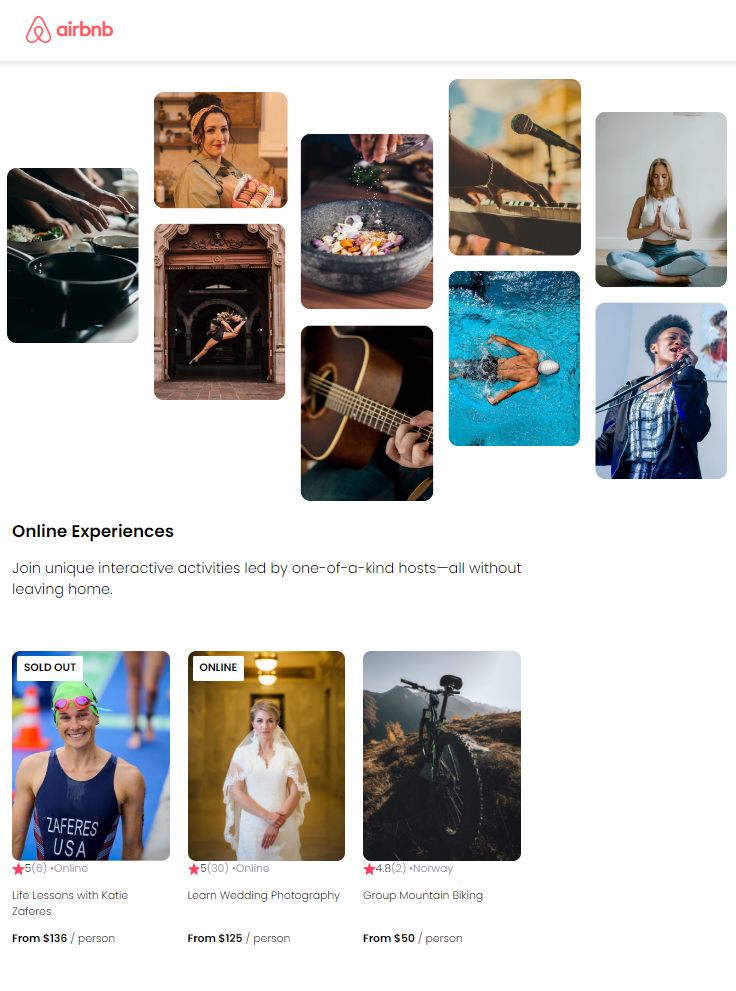 airbnb
Online Experiences
Join unique interactive activities led by one-of-a-kind hosts—all without
leaving home.
SOLD OUT
ZAFERES
USA
5(6) •Online
Life Lessons with Katie
Zaferes
From $136 / person
ONLINE
5(30) •Online
Learn Wedding Photography
From $125 / person
4.8(2) •Norway
Group Mountain Biking
From $50 / person